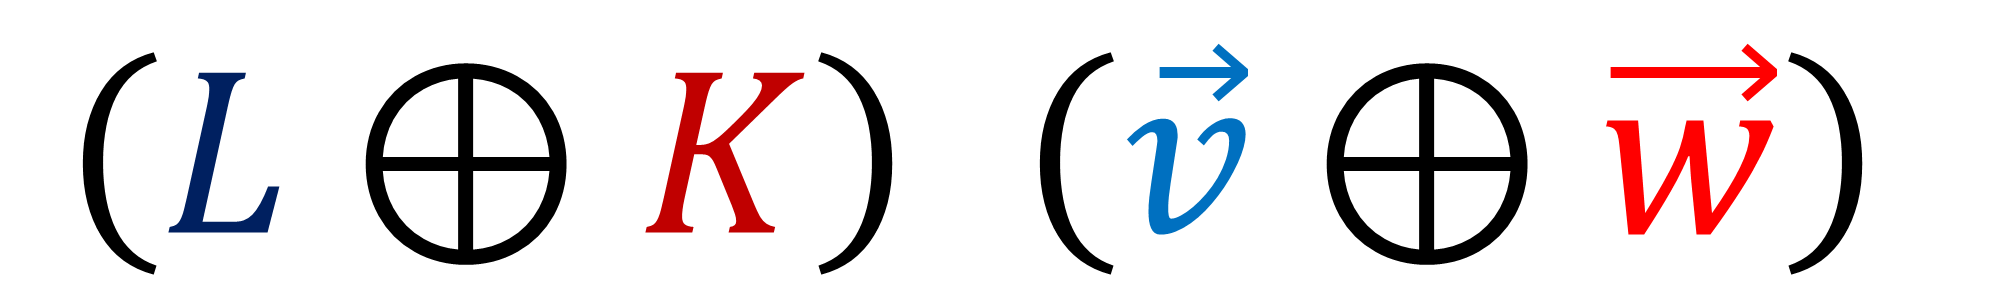 (L ⊕ K) (v⃗ ⊕ w⃗)